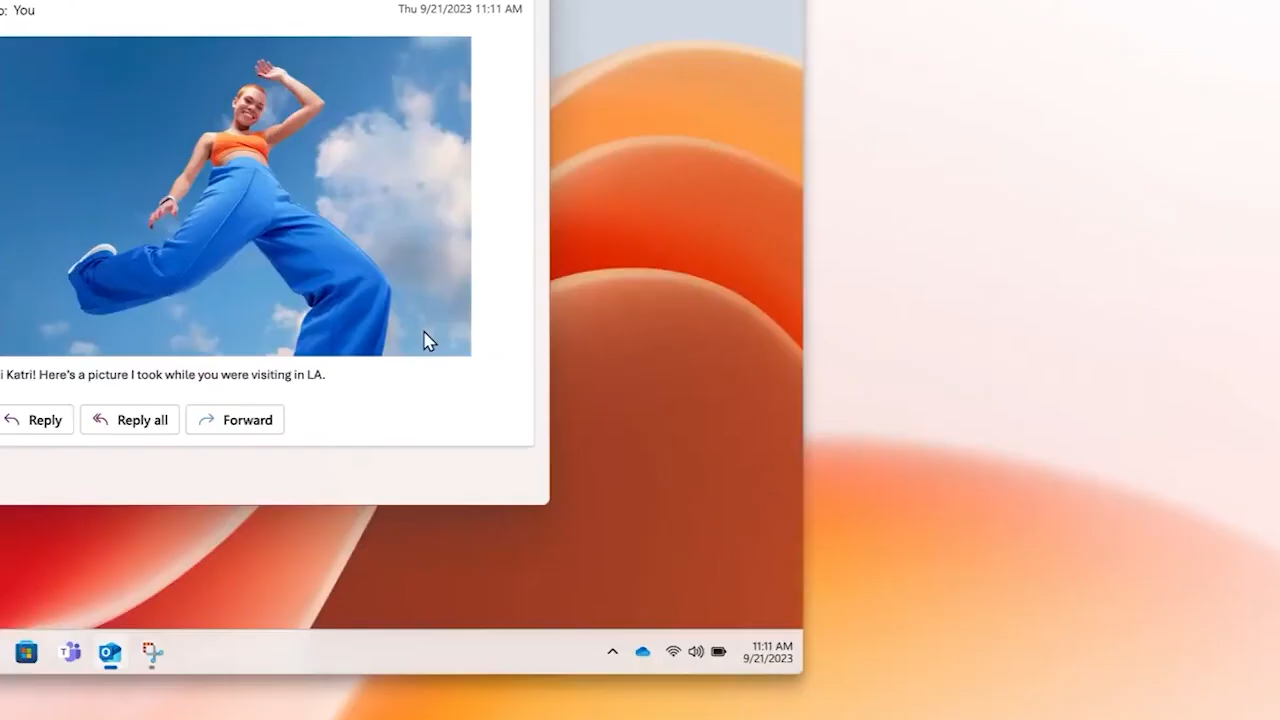 o: You
Thu 9/21/2023 11:11 AM
i Katri! Here's a picture I took while you were visiting in LA.
Reply
Reply all
Forward
11:11 AM
9/21/2023